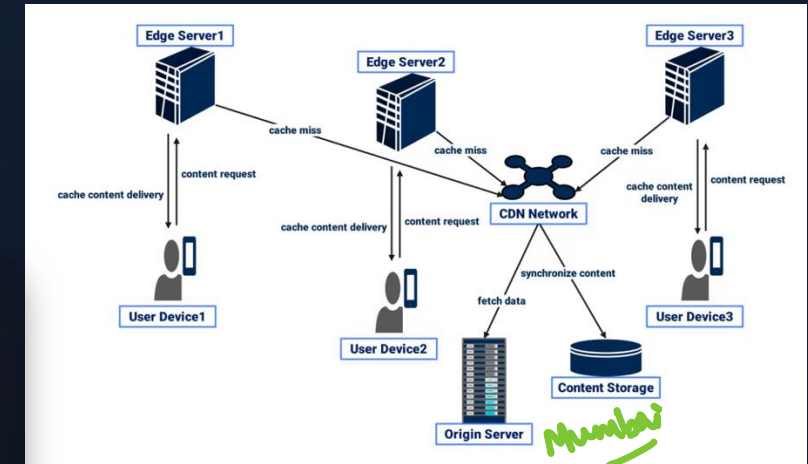 Edge Server1
Edge Server2
Edge Server3
cache miss
cache miss
cache miss
content request
cache content delivery
content request
cache content delivery
content request
cache content
delivery
CDN Network
User Device1
User Device2
User Device3
synchronize content
fetch data
Content Storage
Origin Server
Mumbai